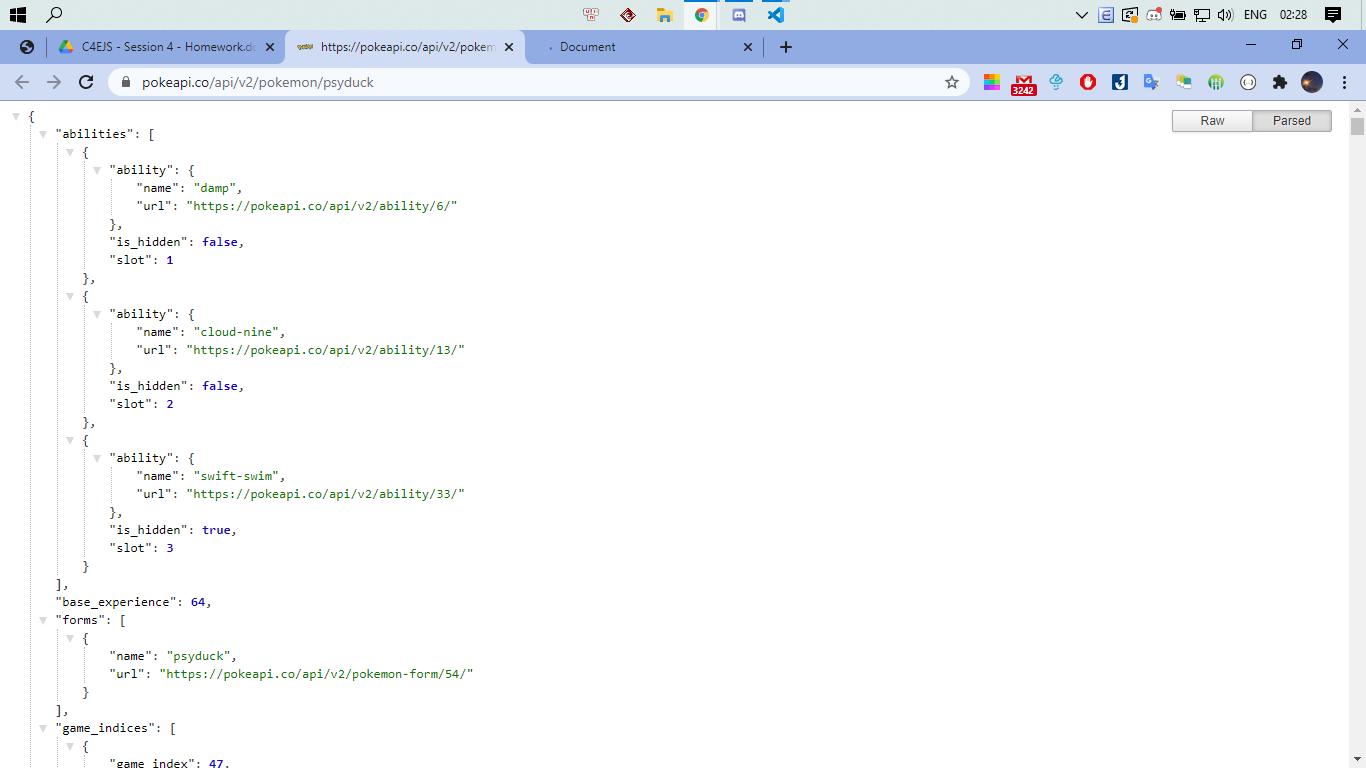 ENG 02:28
C4EJS - Session 4 - Homework.do
https://pokeapi.co/api/v2/pokem
Document
pokeapi.co/api/v2/pokemon/psyduck
3242
Raw Parsed
{
"abilities": [
{
"ability": {
"name": "damp",
"url": "https://pokeapi.co/api/v2/ability/6/"
},
"is_hidden": false,
"slot": 1
},
{
"ability": {
"name": "cloud-nine",
"url": "https://pokeapi.co/api/v2/ability/13/"
},
"is_hidden": false,
"slot": 2
},
{
"ability": {
"name": "swift-swim",
"url": "https://pokeapi.co/api/v2/ability/33/"
},
"is_hidden": true,
"slot": 3
}
],
"base_experience": 64,
"forms": [
{
"name": "psyduck",
"url": "https://pokeapi.co/api/v2/pokemon-form/54/"
}
],
"game_indices": [
{
"game_index": 47,